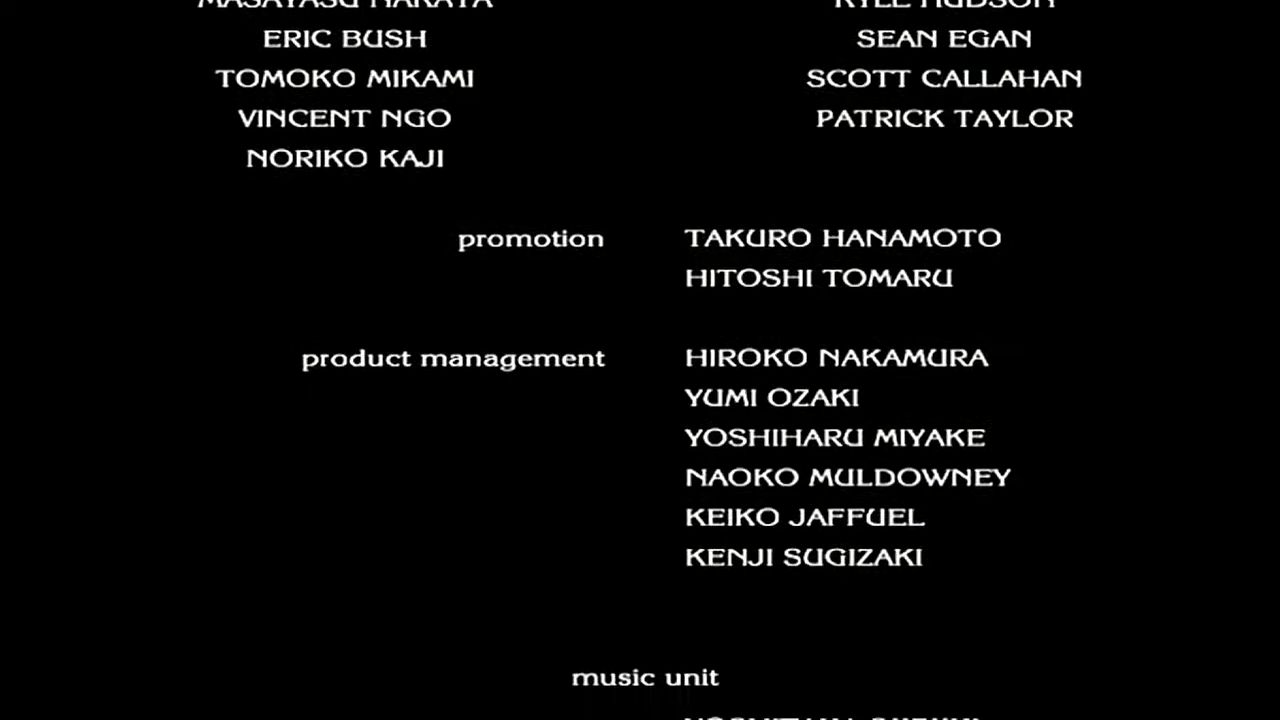 ERIC BUSH SEAN EGAN
TOMOKO MIKAMI SCOTT CALLAHAN
VINCENT NGO PATRICK TAYLOR
NORIKO KAJI
promotion TAKURO HANAMOTO
HITOSHI TOMARU
product management HIROKO NAKAMURA
YUMI OZAKI
YOSHIHARU MIYAKE
NAOKO MULDOWNEY
KEIKO JAFFUEL
KENJI SUGIZAKI
music unit